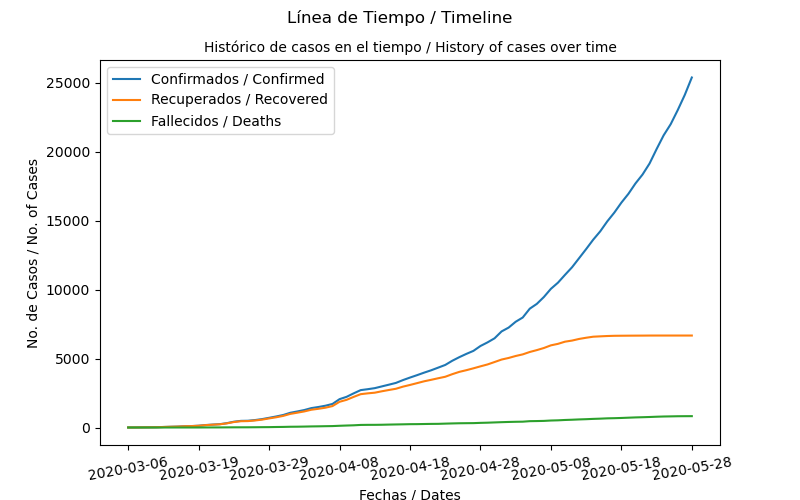 Línea de Tiempo / Timeline
Histórico de casos en el tiempo / History of cases over time
Confirmados / Confirmed
Recuperados / Recovered
Fallecidos / Deaths
No. de Casos / No. of Cases
25000
20000
15000
10000
5000
0
2020-03-06 2020-03-19 2020-03-29 2020-04-08 2020-04-18 2020-04-28 2020-05-08 2020-05-18 2020-05-28
Fechas / Dates